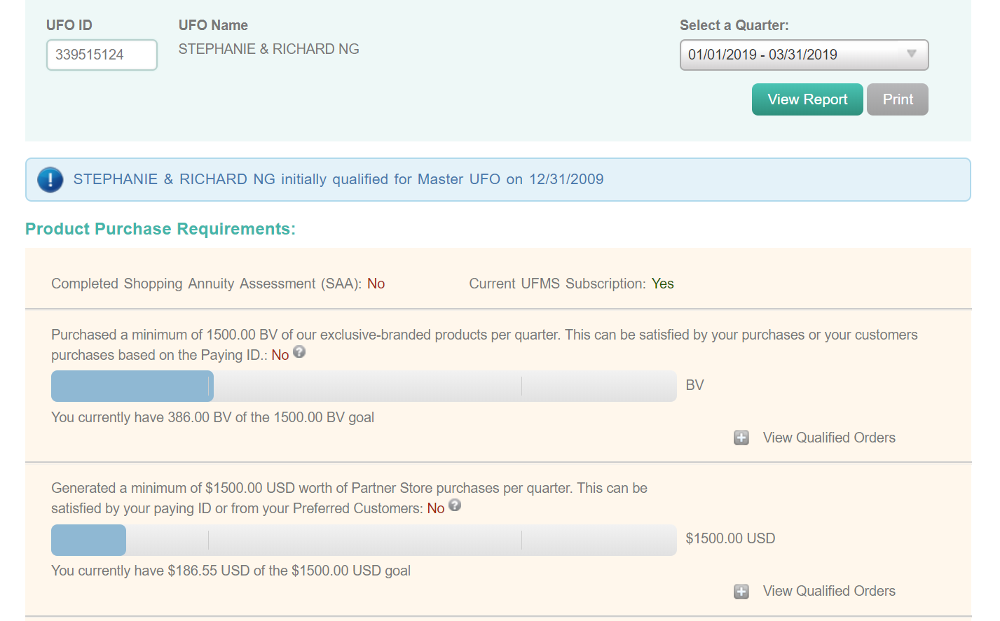 UFO ID
UFO Name
Select a Quarter:
339515124
STEPHANIE & RICHARD NG
01/01/2019 - 03/31/2019
View Report
Print
STEPHANIE & RICHARD NG initially qualified for Master UFO on 12/31/2009
Product Purchase Requirements:
Completed Shopping Annuity Assessment (SAA): No
Current UFMS Subscription: Yes
Purchased a minimum of 1500.00 BV of our exclusive-branded products per quarter. This can be satisfied by your purchases or your customers
purchases based on the Paying ID.: No
BV
You currently have 386.00 BV of the 1500.00 BV goal
View Qualified Orders
Generated a minimum of $1500.00 USD worth of Partner Store purchases per quarter. This can be
satisfied by your paying ID or from your Preferred Customers: No
$1500.00 USD
You currently have $186.55 USD of the $1500.00 USD goal
View Qualified Orders